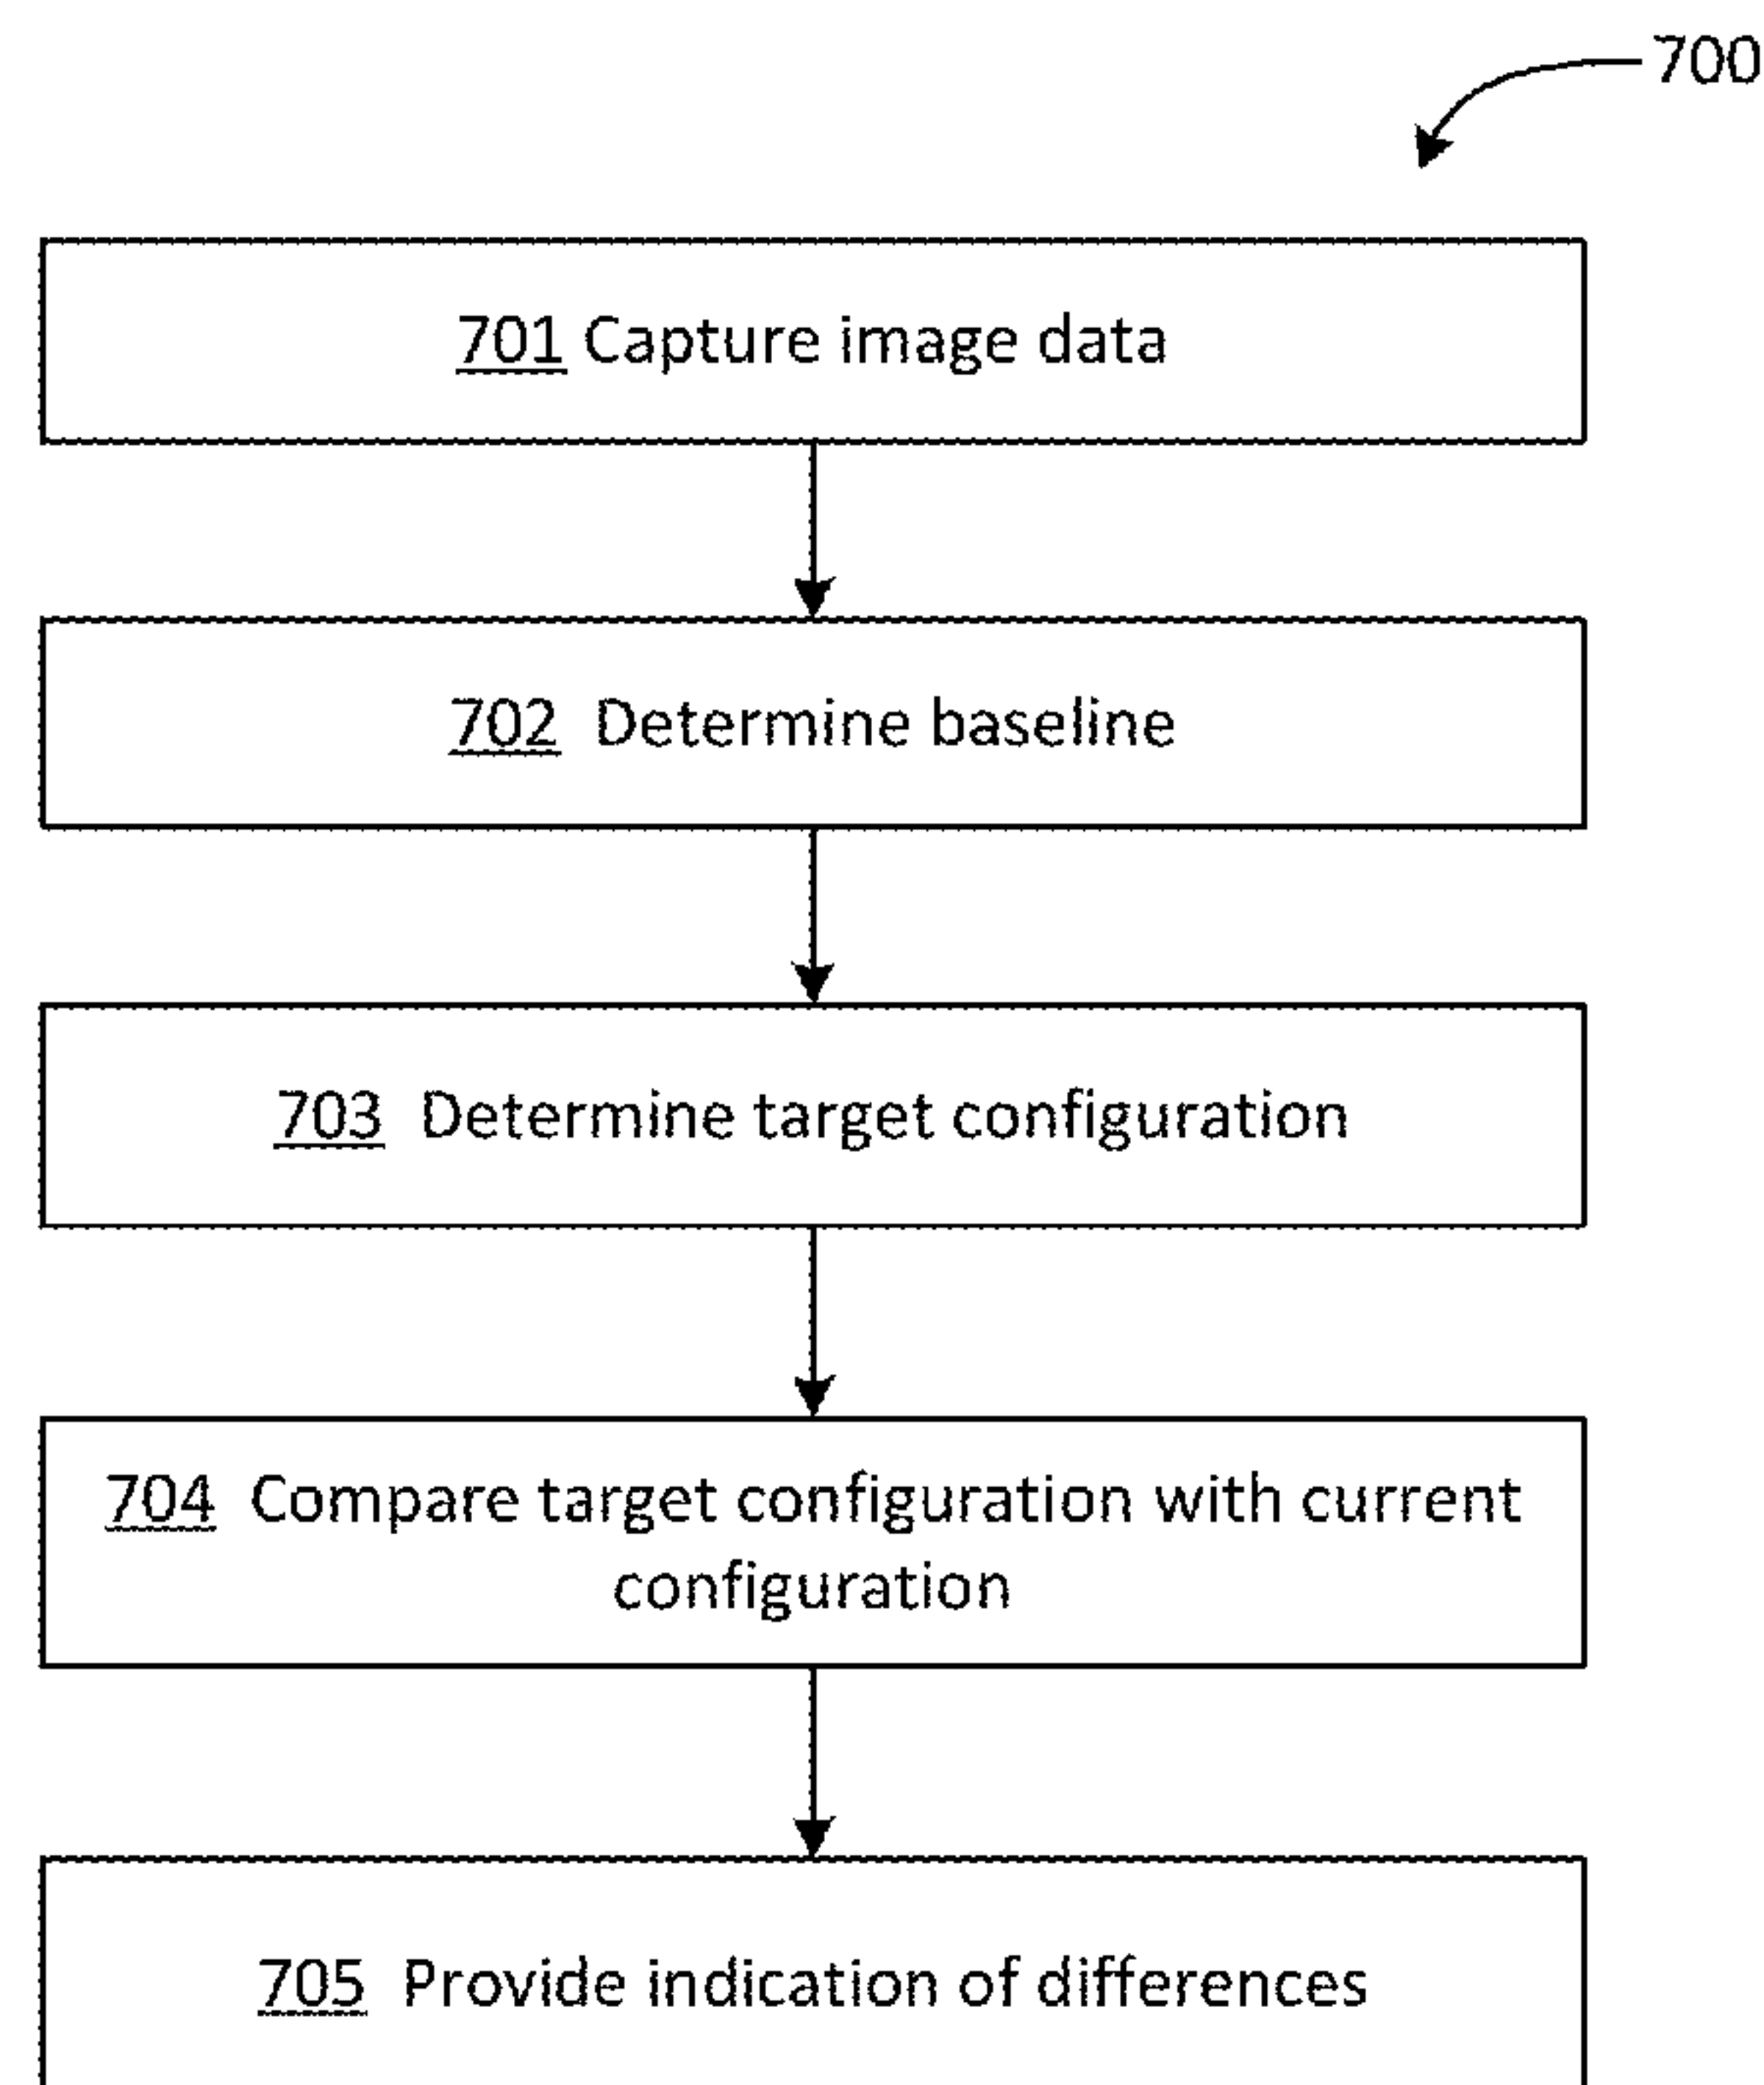 700
701 Capture image data
702 Determine baseline
703 Determine target configuration
704 Compare target configuration with current
configuration
705 Provide indication of differences